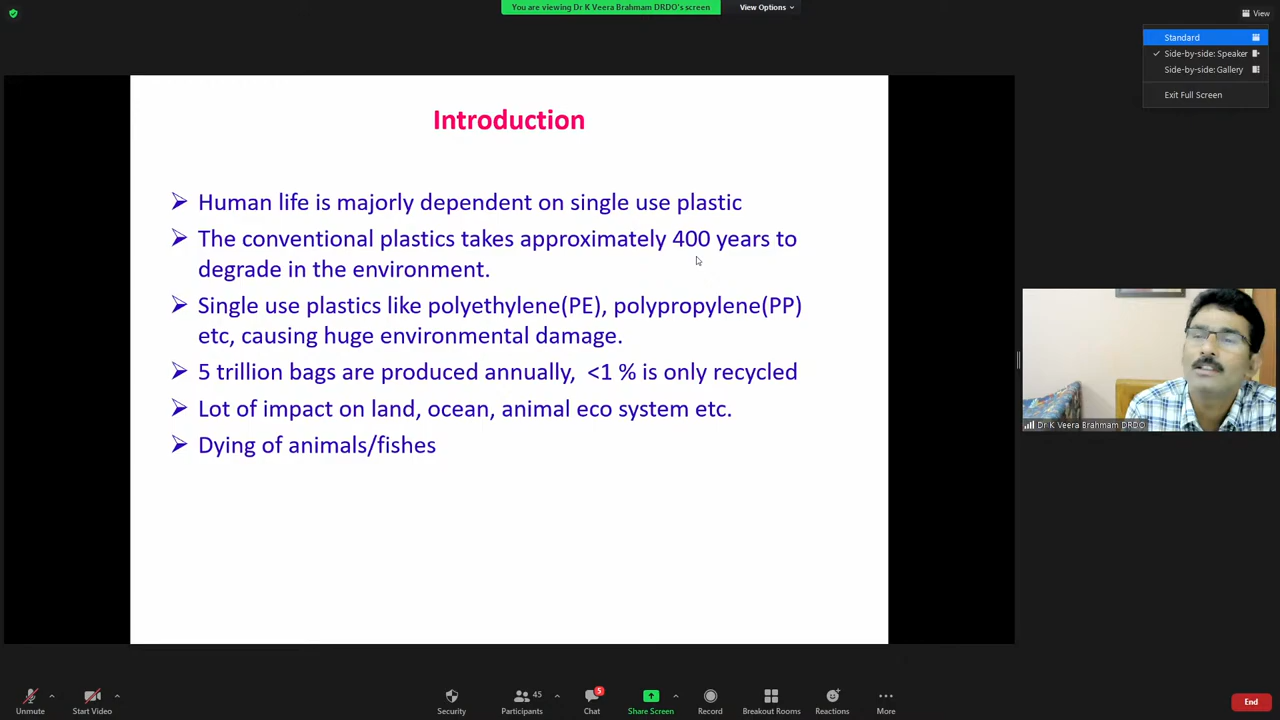 You are viewing Dr K Veera Brahmam DRDO's screen
View Options
View
Standard
Side-by-side: Speaker
Side-by-side: Gallery
Exit Full Screen
Introduction
Human life is majorly dependent on single use plastic
The conventional plastics takes approximately 400 years to
degrade in the environment.
Single use plastics like polyethylene(PE), polypropylene(PP)
etc, causing huge environmental damage.
5 trillion bags are produced annually, <1 % is only recycled
Lot of impact on land, ocean, animal eco system etc.
Dying of animals/fishes
Dr K Veera Brahmam DRDO
Unmute
Start Video
Security
45
Participants
5
Chat
Share Screen
Record
Breakout Rooms
Reactions
More
End